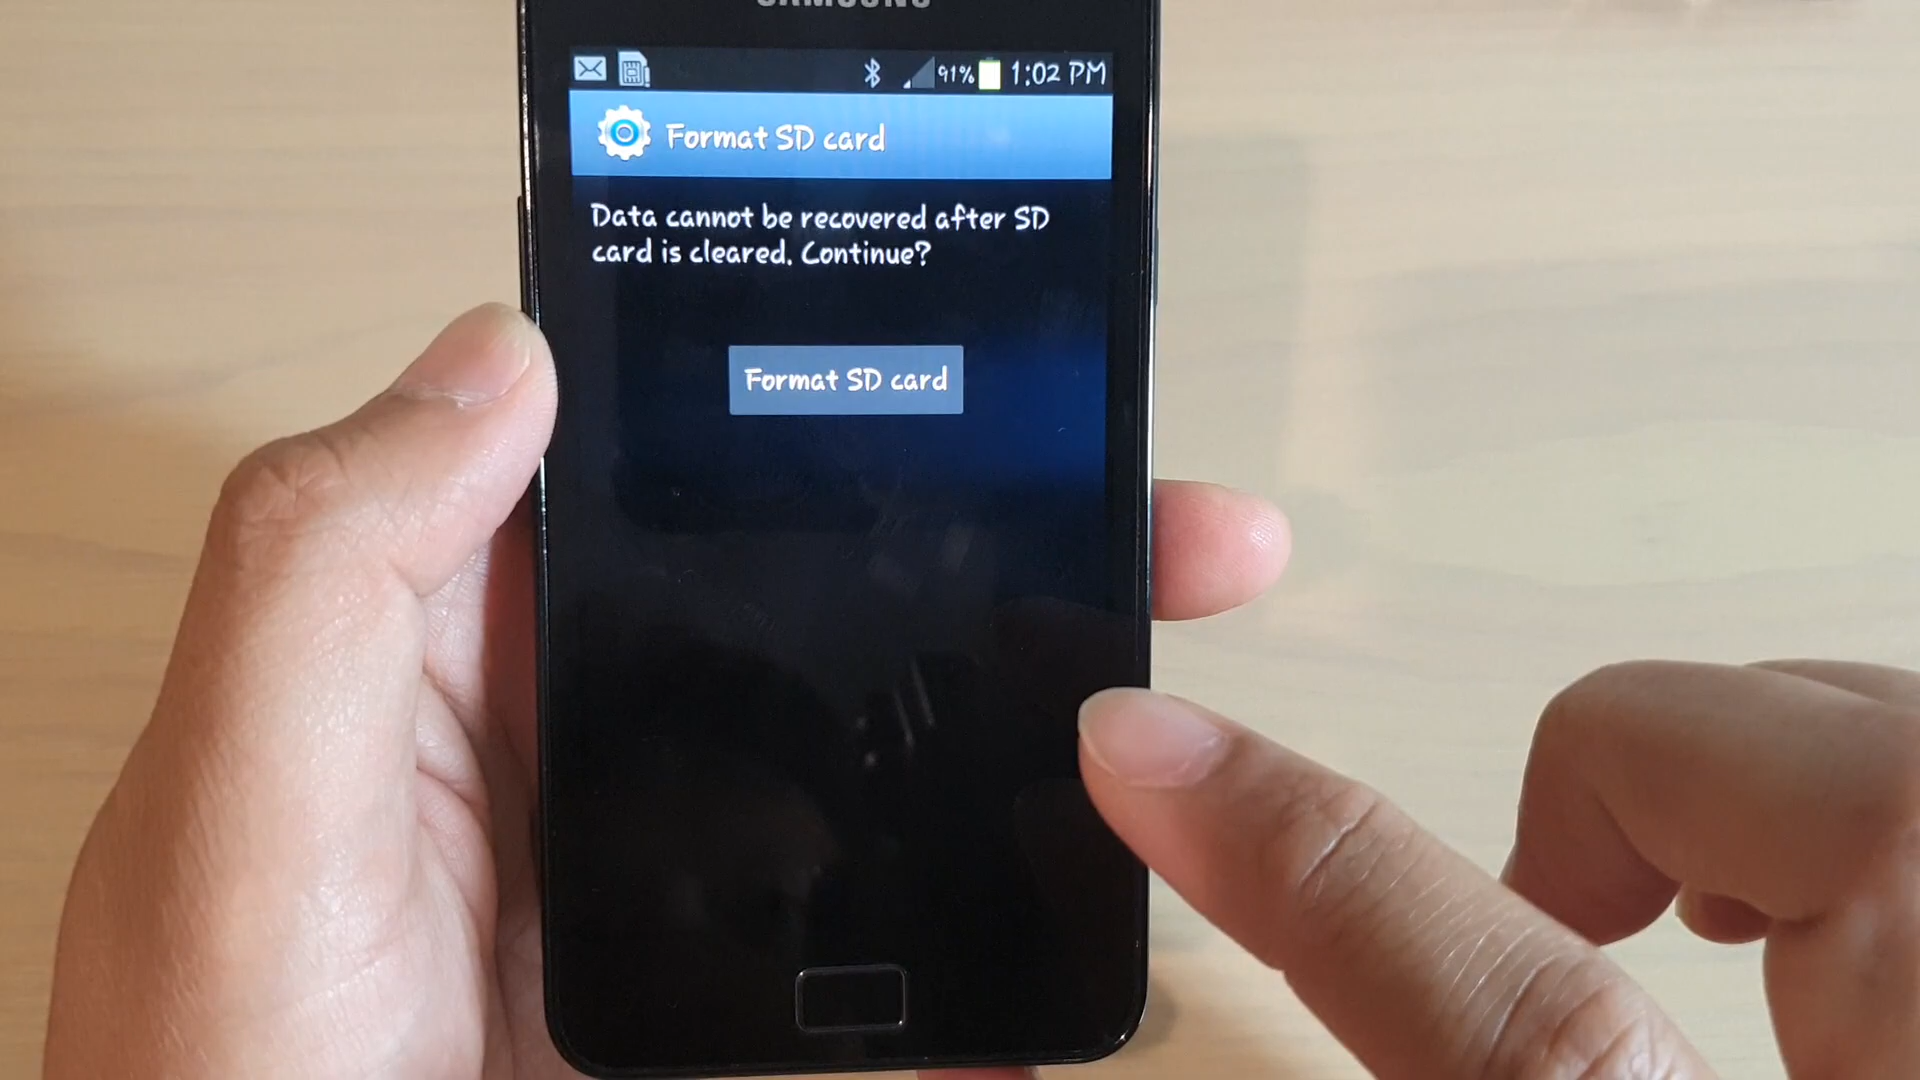 SAMSUNG
91% 1:02 PM
Format SD card
Data cannot be recovered after SD
card is cleared. Continue?
Format SD card